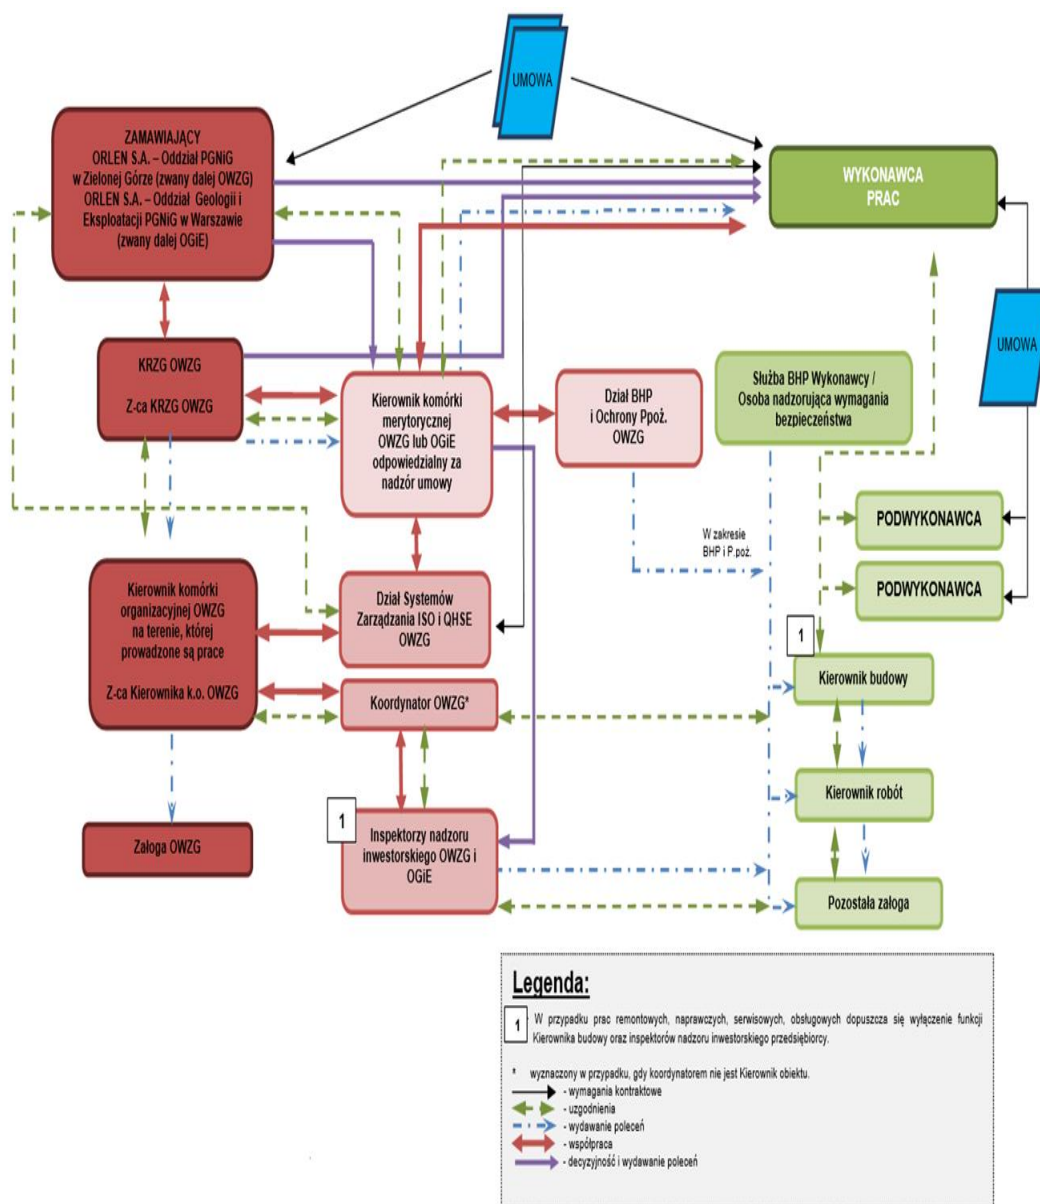 UMOWA
ZAMAWIAJĄCY
ORLEN S.A. – Oddział PGNiG
w Zielonej Górze (zwany dalej OWZG)
ORLEN S.A. – Oddział Geologii i
Eksploatacji PGNiG w Warszawie
(zwany dalej OGiE)
WYKONAWCA
PRAC
UMOWA
KRZG OWZG
Z-ca KRZG OWZG
Kierownik komórki
merytorycznej
OWZG lub OGiE
odpowiedzialny za
nadzór umowy
Dział BHP
i Ochrony Ppoż.
OWZG
Służba BHP Wykonawcy /
Osoba nadzorująca wymagania
bezpieczeństwa
PODWYKONAWCA
W zakresie
BHP i P.poż.
PODWYKONAWCA
Kierownik komórki
organizacyjnej OWZG
na terenie, której
prowadzone są prace
Z-ca Kierownika k.o. OWZG
Dział Systemów
Zarządzania ISO i QHSE
OWZG
1
Kierownik budowy
Koordynator OWZG*
Kierownik robót
1
Inspektorzy nadzoru
inwestorskiego OWZG i
OGiE
Załoga OWZG
Pozostała załoga
Legenda:
1 W przypadku prac remontowych, naprawczych, serwisowych, obsługowych dopuszcza się wyłączenie funkcji
Kierownika budowy oraz inspektorów nadzoru inwestorskiego przedsiębiorcy.
* wyznaczony w przypadku, gdy koordynatorem nie jest Kierownik obiektu.
- wymagania kontraktowe
- uzgodnienia
- wydawanie poleceń
- współpraca
- decyzyjność i wydawanie poleceń